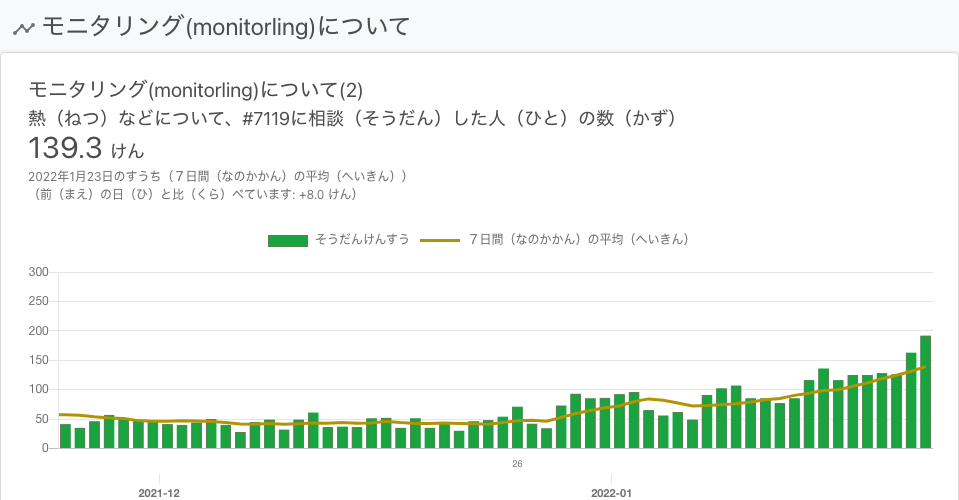 モニタリング(monitorling)について
モニタリング(monitorling)について(2)
熱（ねつ）などについて、#7119に相談（そうだん）した人（ひと）の数（かず）
139.3 けん
2022年1月23日のすうち（７日間（なのかかん）の平均（へいきん））
（前（まえ）の日（ひ）と比（くら）べています: +8.0 けん）
そうだんけんすう ７日間（なのかかん）の平均（へいきん）
300
250
200
150
100
50
0
26
2021-12 2022-01